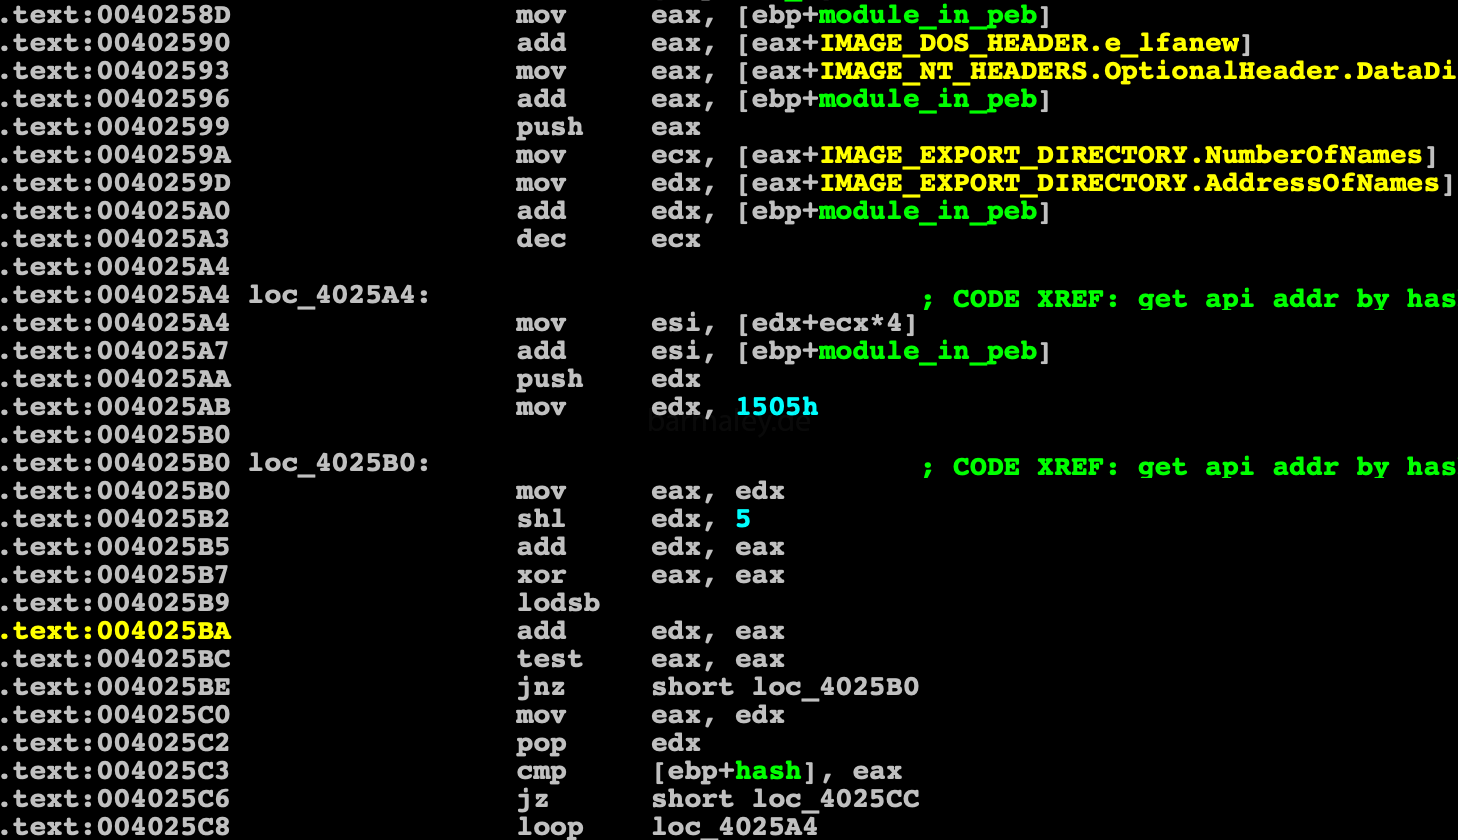 .text:0040258D mov eax, [ebp+module_in_peb]
.text:00402590 add eax, [eax+IMAGE_DOS_HEADER.e_lfanew]
.text:00402593 mov eax, [eax+IMAGE_NT_HEADERS.OptionalHeader.DataDi
.text:00402596 add eax, [ebp+module_in_peb]
.text:00402599 push eax
.text:0040259A mov ecx, [eax+IMAGE_EXPORT_DIRECTORY.NumberOfNames]
.text:0040259D mov edx, [eax+IMAGE_EXPORT_DIRECTORY.AddressOfNames]
.text:004025A0 add edx, [ebp+module_in_peb]
.text:004025A3 dec ecx
.text:004025A4
.text:004025A4 loc_4025A4: ; CODE XREF: get api addr by has
.text:004025A4 mov esi, [edx+ecx*4]
.text:004025A7 add esi, [ebp+module_in_peb]
.text:004025AA push edx
.text:004025AB mov edx, 1505h
barmaley.de
.text:004025B0
.text:004025B0 loc_4025B0: ; CODE XREF: get api addr by has
.text:004025B0 mov eax, edx
.text:004025B2 shl edx, 5
.text:004025B5 add edx, eax
.text:004025B7 xor eax, eax
.text:004025B9 lodsb
.text:004025BA add edx, eax
.text:004025BC test eax, eax
.text:004025BE jnz short loc_4025B0
.text:004025C0 mov eax, edx
.text:004025C2 pop edx
.text:004025C3 cmp [ebp+hash], eax
.text:004025C6 jz short loc_4025CC
.text:004025C8 loop loc_4025A4